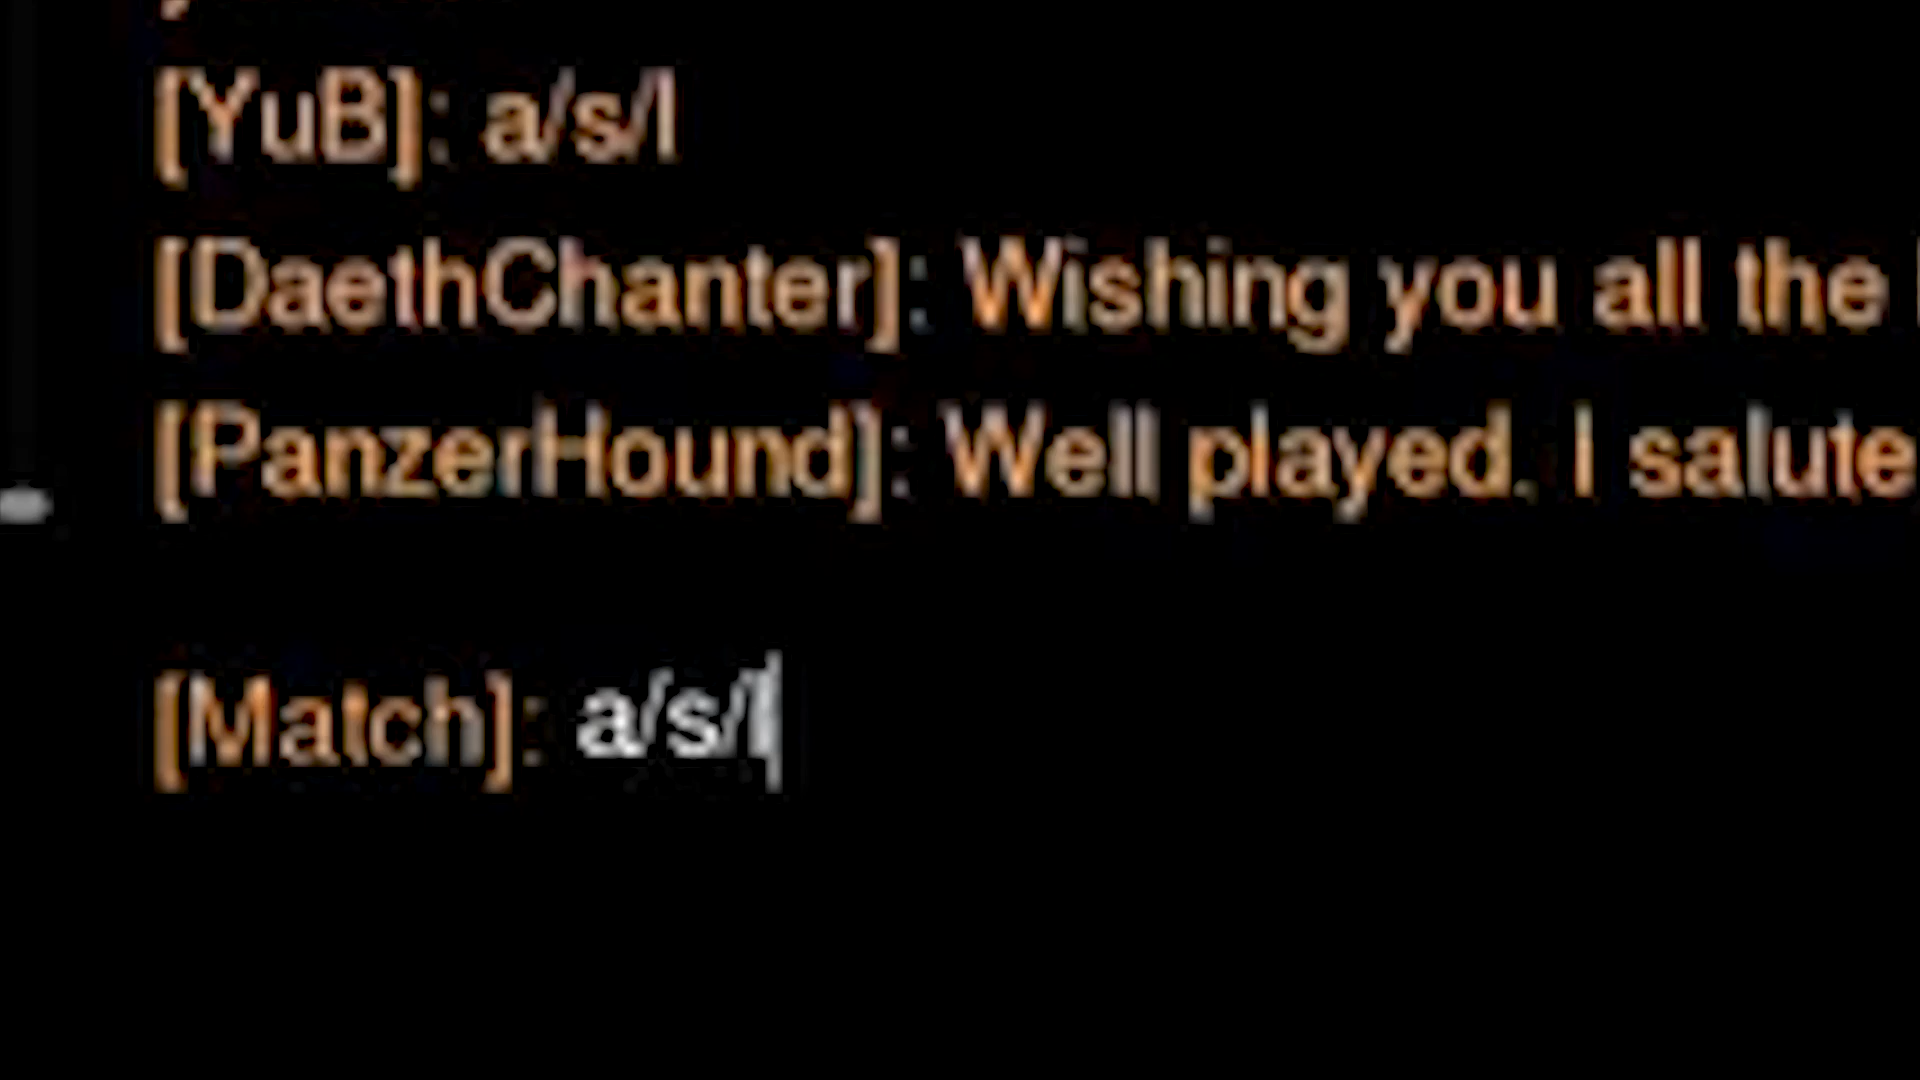 [YuB]: a/s/l
[DaethChanter]: Wishing you all the
[PanzerHound]: Well played. I salute
[Match]: a/s/l